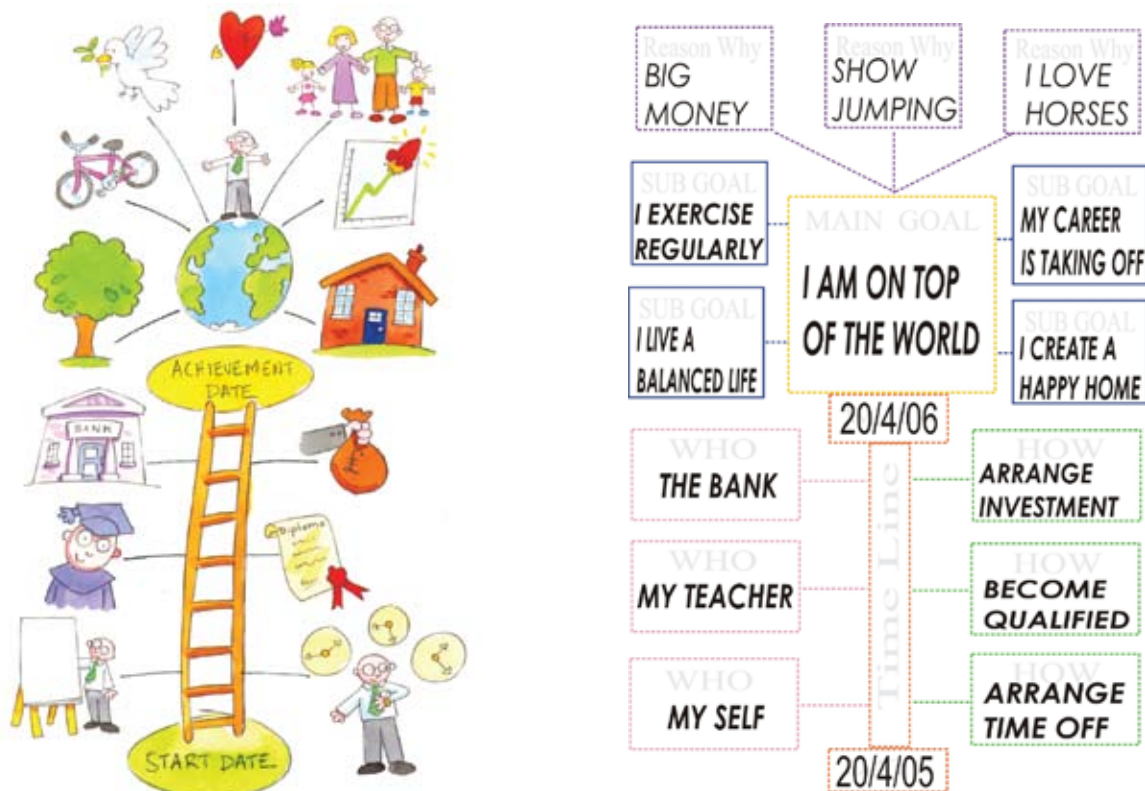 ACHIEVEMENT
DATE
BANK
Diploma
START DATE
Reason Why
BIG
MONEY
Reason Why
SHOW
JUMPING
Reason Why
I LOVE
HORSES
SUB GOAL
I EXERCISE
REGULARLY
MAIN GOAL
I AM ON TOP
OF THE WORLD
SUB GOAL
MY CAREER
IS TAKING OFF
SUB GOAL
I LIVE A
BALANCED LIFE
SUB GOAL
I CREATE A
HAPPY HOME
20/4/06
Time Line
WHO
THE BANK
HOW
ARRANGE
INVESTMENT
WHO
MY TEACHER
HOW
BECOME
QUALIFIED
WHO
MY SELF
HOW
ARRANGE
TIME OFF
20/4/05